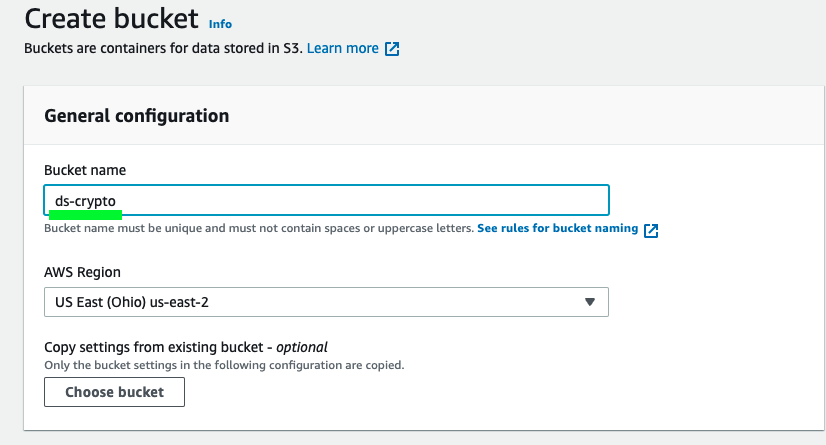 Create bucket Info
Buckets are containers for data stored in S3. Learn more
General configuration
Bucket name
ds-crypto
Bucket name must be unique and must not contain spaces or uppercase letters. See rules for bucket naming
AWS Region
US East (Ohio) us-east-2
Copy settings from existing bucket - optional
Only the bucket settings in the following configuration are copied.
Choose bucket